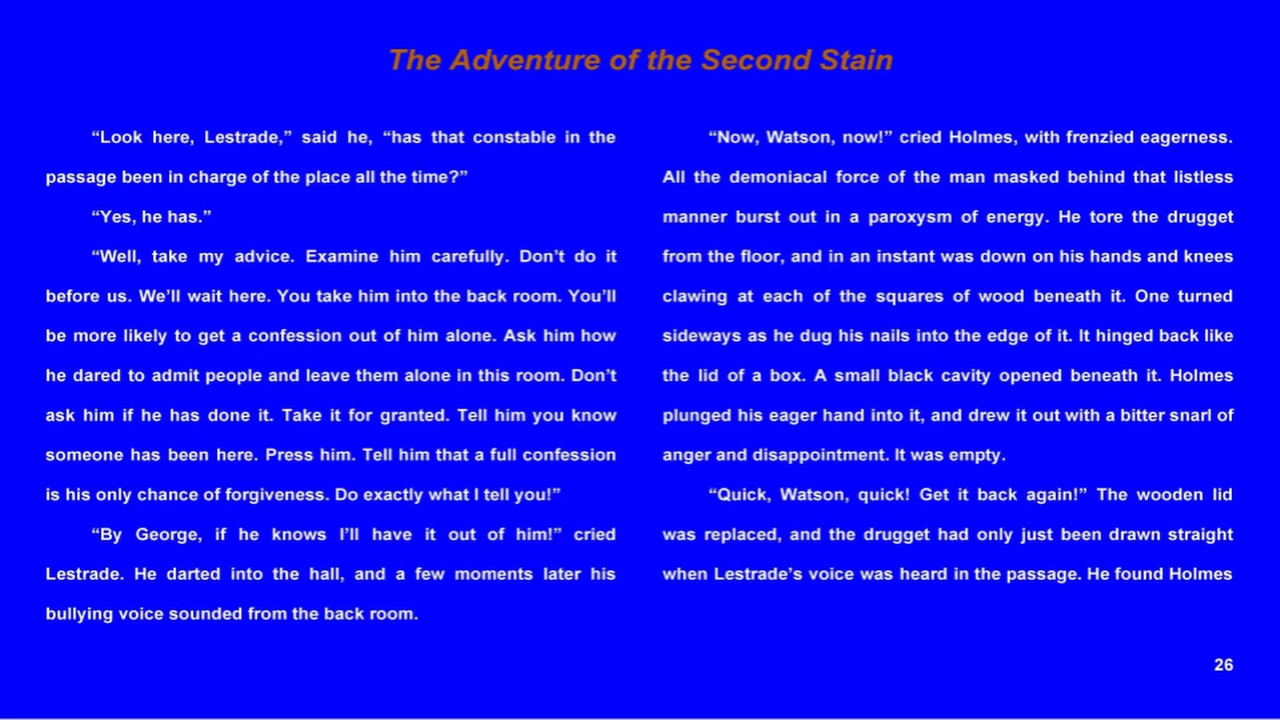 The Adventure of the Second Stain
“Look here, Lestrade,” said he, “has that constable in the
passage been in charge of the place all the time?”
“Yes, he has.”
“Well, take my advice. Examine him carefully. Don’t do it
before us. We’ll wait here. You take him into the back room. You’ll
be more likely to get a confession out of him alone. Ask him how
he dared to admit people and leave them alone in this room. Don’t
ask him if he has done it. Take it for granted. Tell him you know
someone has been here. Press him. Tell him that a full confession
is his only chance of forgiveness. Do exactly what I tell you!”
“By George, if he knows I’ll have it out of him!” cried
Lestrade. He darted into the hall, and a few moments later his
bullying voice sounded from the back room.
“Now, Watson, now!” cried Holmes, with frenzied eagerness.
All the demoniacal force of the man masked behind that listless
manner burst out in a paroxysm of energy. He tore the drugget
from the floor, and in an instant was down on his hands and knees
clawing at each of the squares of wood beneath it. One turned
sideways as he dug his nails into the edge of it. It hinged back like
the lid of a box. A small black cavity opened beneath it. Holmes
plunged his eager hand into it, and drew it out with a bitter snarl of
anger and disappointment. It was empty.
“Quick, Watson, quick! Get it back again!” The wooden lid
was replaced, and the drugget had only just been drawn straight
when Lestrade’s voice was heard in the passage. He found Holmes
26